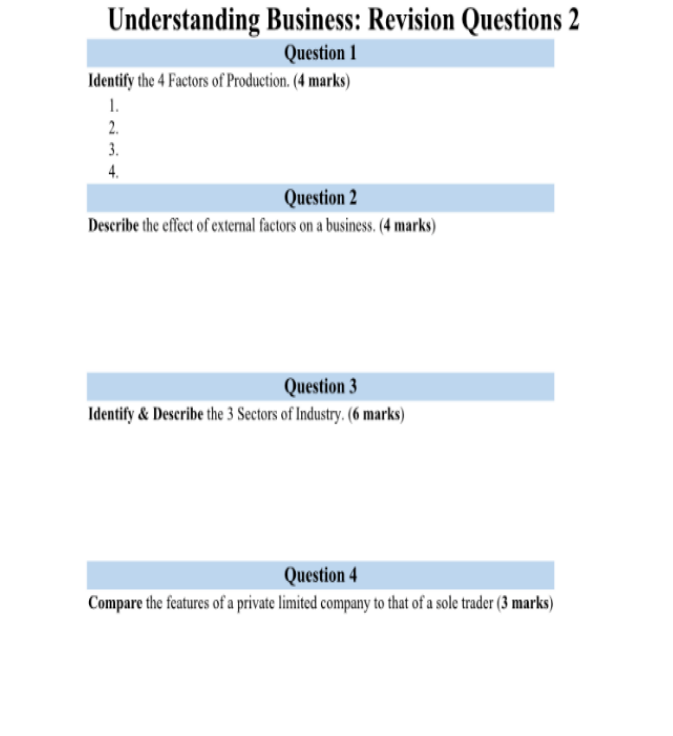 Understanding Business: Revision Questions 2
Question 1
Identify the 4 Factors of Production. (4 marks)
1.
2.
3.
4.
Question 2
Describe the effect of external factors on a business. (4 marks)
Question 3
Identify & Describe the 3 Sectors of Industry. (6 marks)
Question 4
Compare the features of a private limited company to that of a sole trader (3 marks)